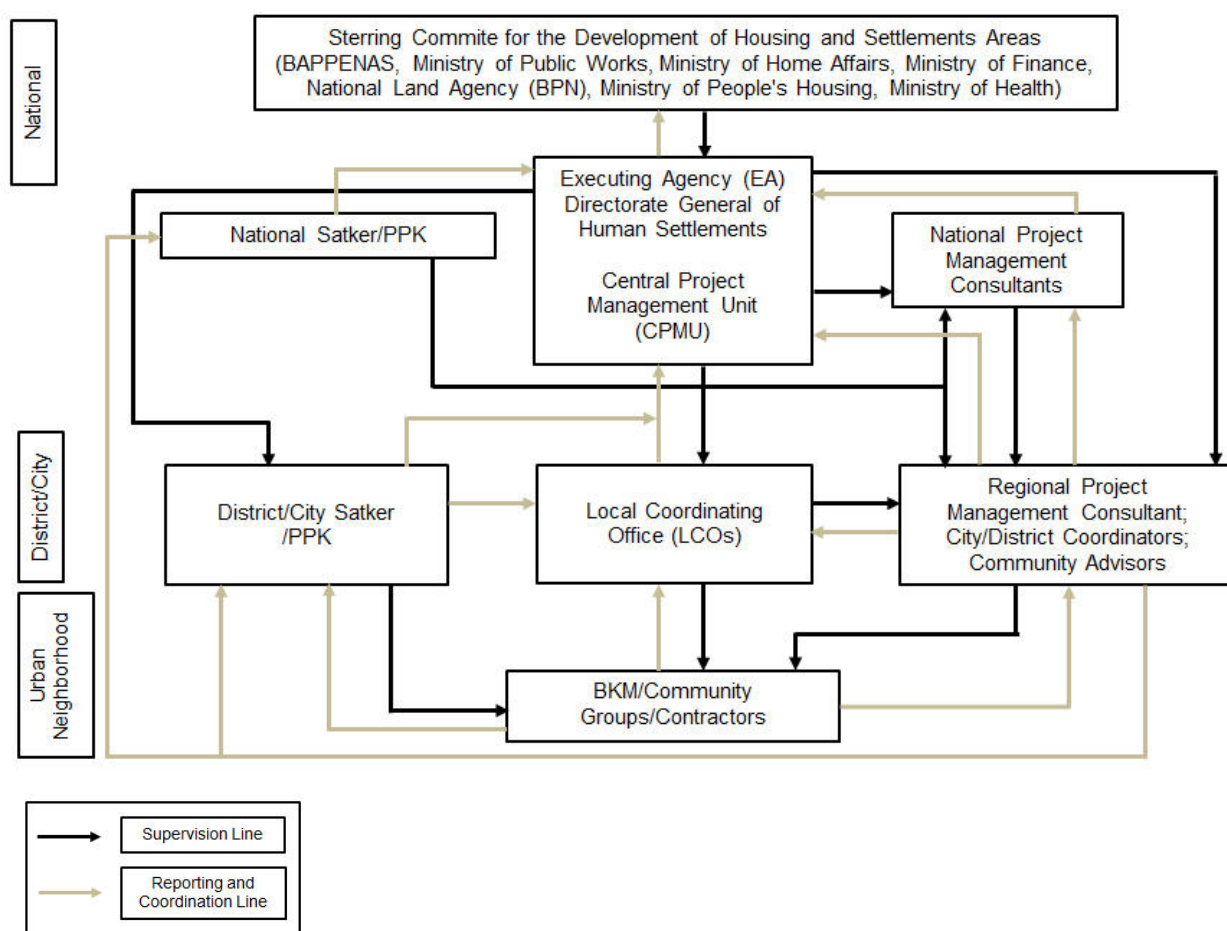 National
Sterring Commite for the Development of Housing and Settlements Areas
(BAPPENAS, Ministry of Public Works, Ministry of Home Affairs, Ministry of Finance,
National Land Agency (BPN), Ministry of People's Housing, Ministry of Health)
Executing Agency (EA)
Directorate General of
Human Settlements
Central Project
Management Unit
(CPMU)
National Satker/PPK
National Project
Management
Consultants
District/City
District/City Satker
/PPK
Local Coordinating
Office (LCOs)
Regional Project
Management Consultant;
City/District Coordinators;
Community Advisors
Urban
Neighborhood
BKM/Community
Groups/Contractors
Supervision Line
Reporting and
Coordination Line